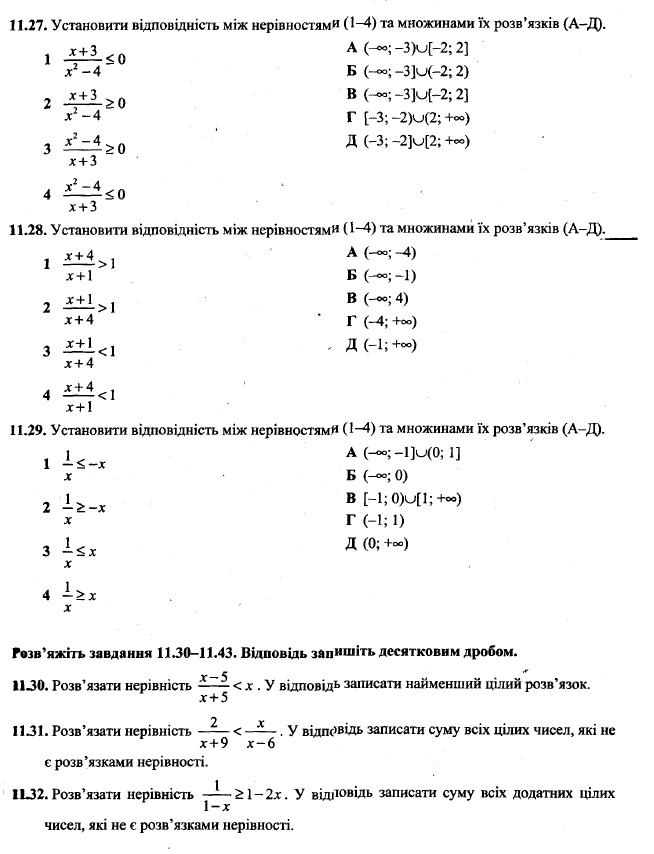 11.27. Установити відповідність між нерівностями (1–4) та множинами їх розв’язків (А–Д).
1 (x+3)/(x²−4) ≤ 0
А (–∞; –3)∪[–2; 2]
Б (–∞; –3]∪(–2; 2)
2 (x+3)/(x²−4) ≥ 0
В (–∞; –3]∪[–2; 2]
Г [–3; –2)∪(2; +∞)
3 (x²−4)/(x+3) ≥ 0
Д (–3; –2]∪[2; +∞)
4 (x²−4)/(x+3) ≤ 0
11.28. Установити відповідність між нерівностями (1–4) та множинами їх розв’язків (А–Д).
1 (x+4)/(x+1) > 1
А (–∞; –4)
Б (–∞; –1)
2 (x+1)/(x+4) > 1
В (–∞; 4)
Г (–4; +∞)
3 (x+1)/(x+4) < 1
Д (–1; +∞)
4 (x+4)/(x+1) < 1
11.29. Установити відповідність між нерівностями (1–4) та множинами їх розв’язків (А–Д).
1 1/x ≤ −x
А (–∞; –1]∪(0; 1]
Б (–∞; 0)
2 1/x ≥ −x
В [–1; 0)∪[1; +∞)
Г (–1; 1)
3 1/x ≤ x
Д (0; +∞)
4 1/x ≥ x
Розв’яжіть завдання 11.30–11.43. Відповідь запишіть десятковим дробом.
11.30. Розв’язати нерівність (x−5)/(x+5) < x . У відповідь записати найменший цілий розв’язок.
11.31. Розв’язати нерівність 2/(x+9) < x/(x−6) . У відповідь записати суму всіх цілих чисел, які не
є розв’язками нерівності.
11.32. Розв’язати нерівність 1/(1−x) ≥ 1−2x . У відповідь записати суму всіх додатних цілих
чисел, які не є розв’язками нерівності.